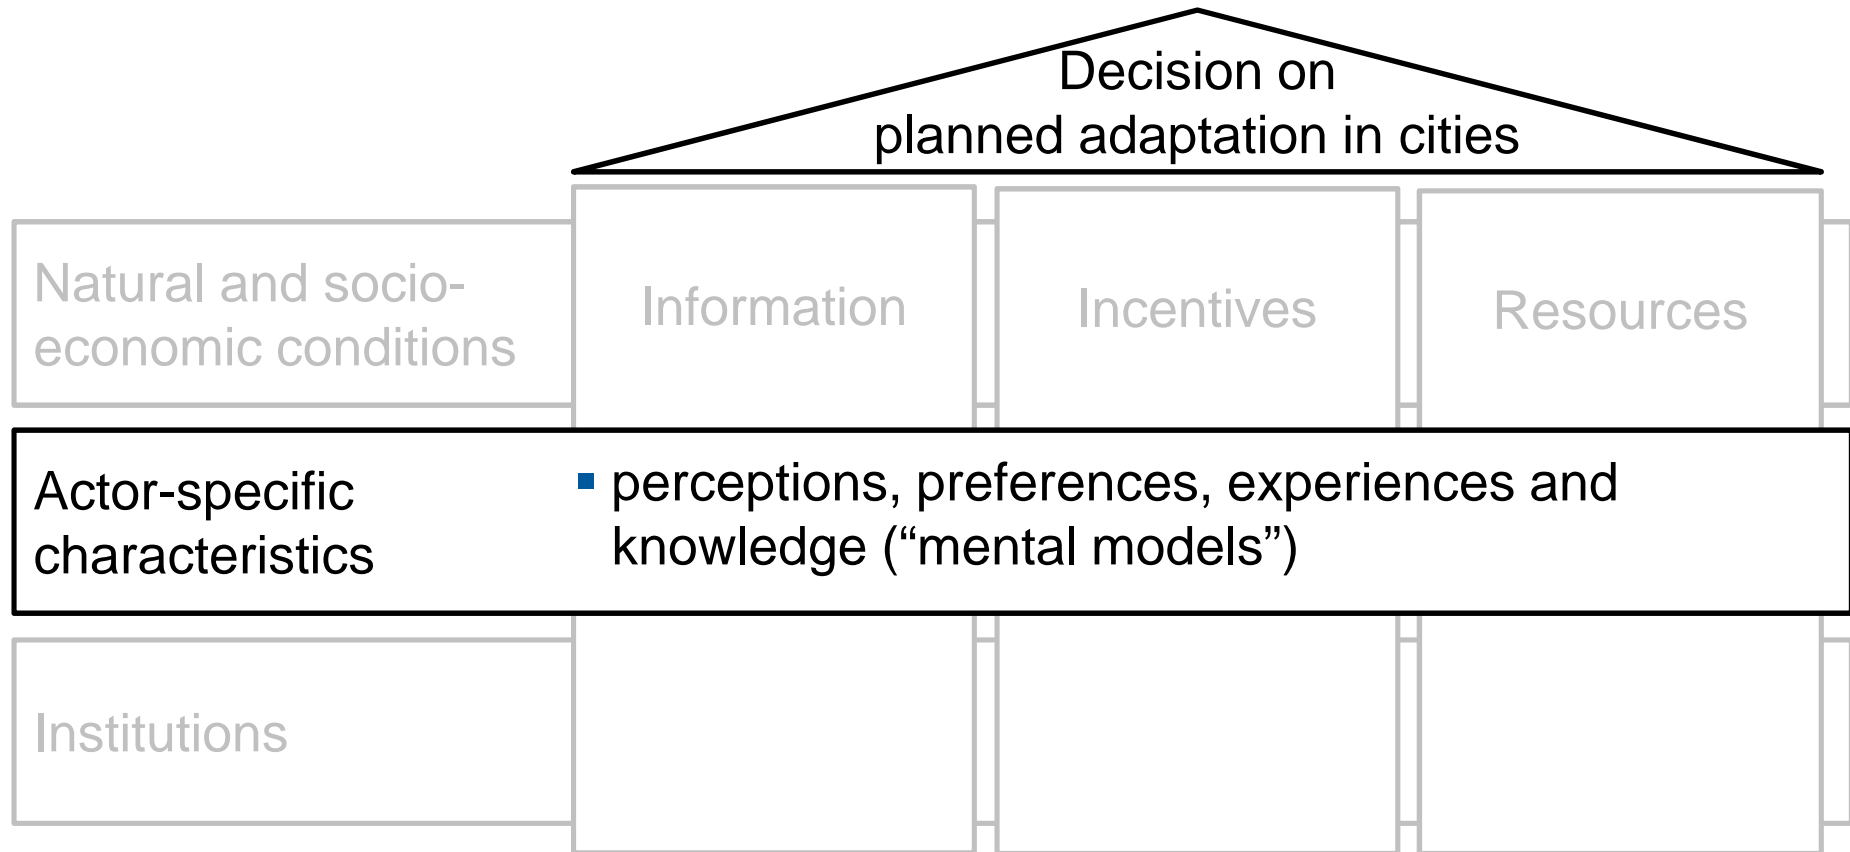 Decision on
planned adaptation in cities
Natural and socio-
economic conditions
Information
Incentives
Resources
Actor-specific
characteristics
▪ perceptions, preferences, experiences and
knowledge (“mental models”)
Institutions